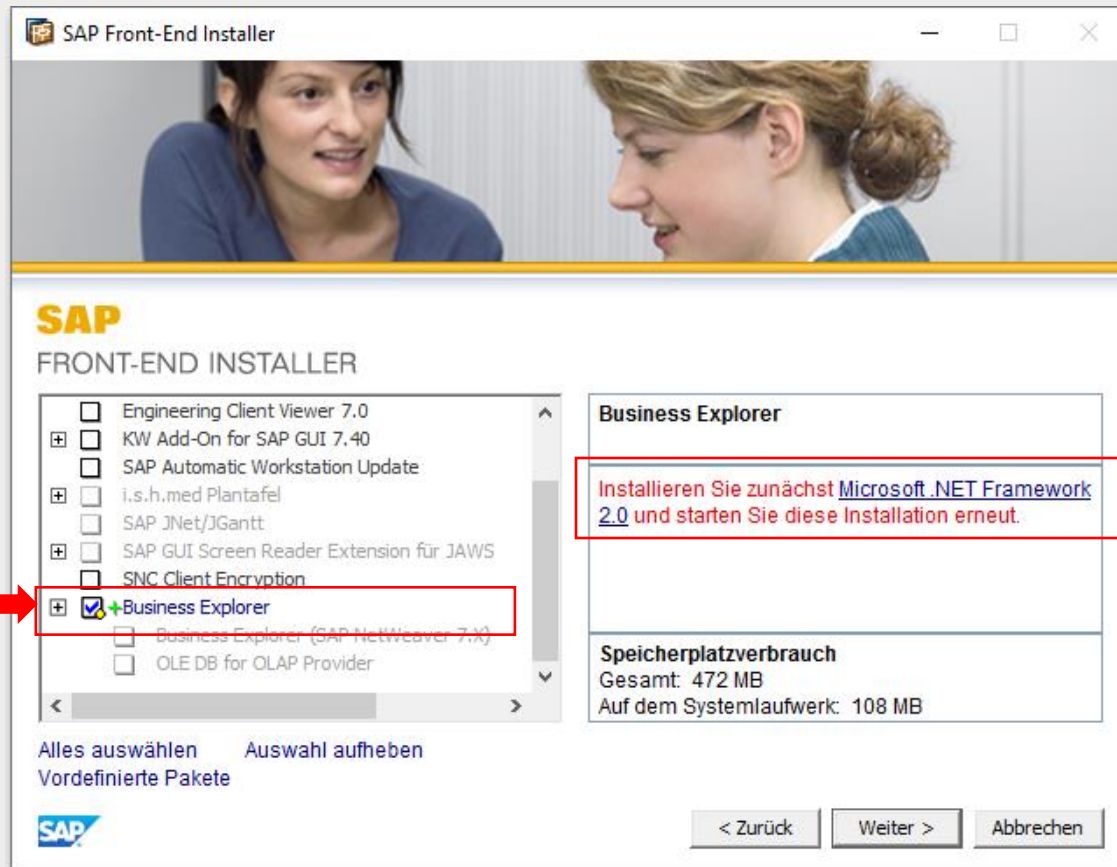 SAP Front-End Installer
SAP
FRONT-END INSTALLER
Engineering Client Viewer 7.0
KW Add-On for SAP GUI 7.40
SAP Automatic Workstation Update
i.s.h.med Plantafel
SAP JNet/JGantt
SAP GUI Screen Reader Extension für JAWS
SNC Client Encryption
Business Explorer
Business Explorer (SAP NetWeaver 7.X)
OLE DB for OLAP Provider
Business Explorer
Installieren Sie zunächst Microsoft .NET Framework
2.0 und starten Sie diese Installation erneut.
Speicherplatzverbrauch
Gesamt: 472 MB
Auf dem Systemlaufwerk: 108 MB
Alles auswählen Auswahl aufheben
Vordefinierte Pakete
SAP
< Zurück Weiter > Abbrechen